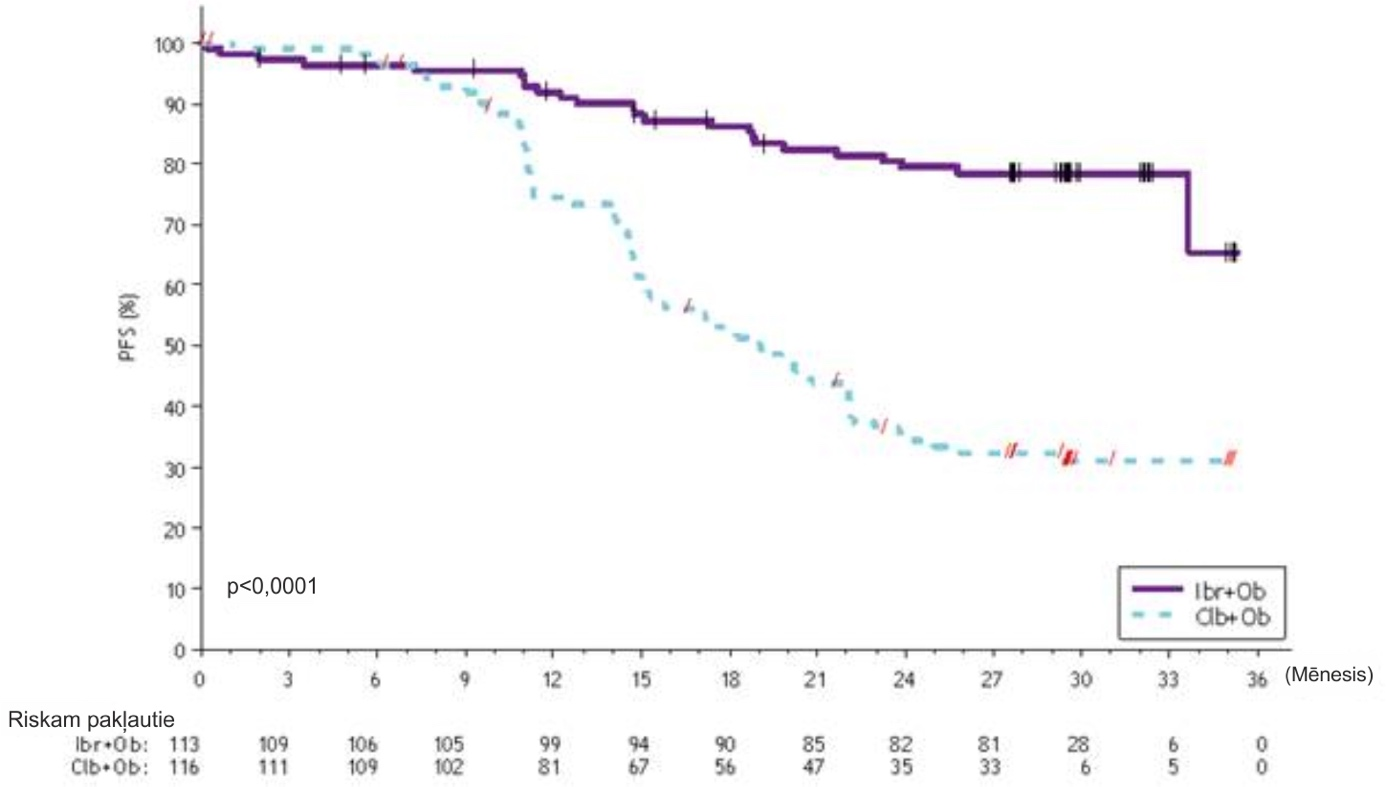 100
90
80
70
60
50
40
30
20
10
0
PFS (%)
p<0,0001
Ibr+Ob
Clb+Ob
0 3 6 9 12 15 18 21 24 27 30 33 36 (Mēnesis)
Riskam pakļautie
Ibr+Ob: 113 109 106 105 99 94 90 85 82 81 28 6 0
Clb+Ob: 116 111 109 102 81 67 56 47 35 33 6 5 0